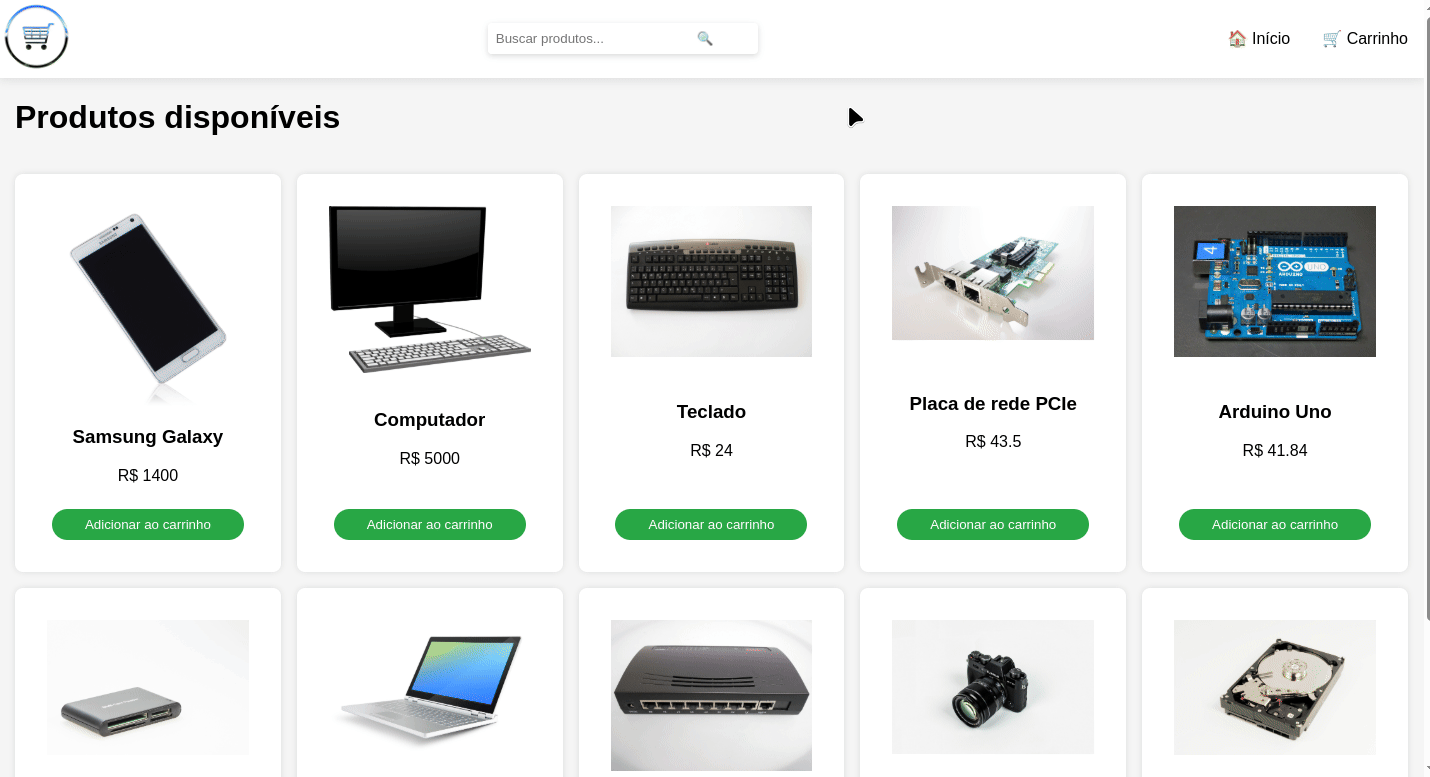 Buscar produtos...
Início
Carrinho
Produtos disponíveis
Samsung Galaxy
R$ 1400
Adicionar ao carrinho
Computador
R$ 5000
Adicionar ao carrinho
Teclado
R$ 24
Adicionar ao carrinho
Placa de rede PCIe
R$ 43.5
Adicionar ao carrinho
ARDUINO
UNO
Arduino Uno
R$ 41.84
Adicionar ao carrinho